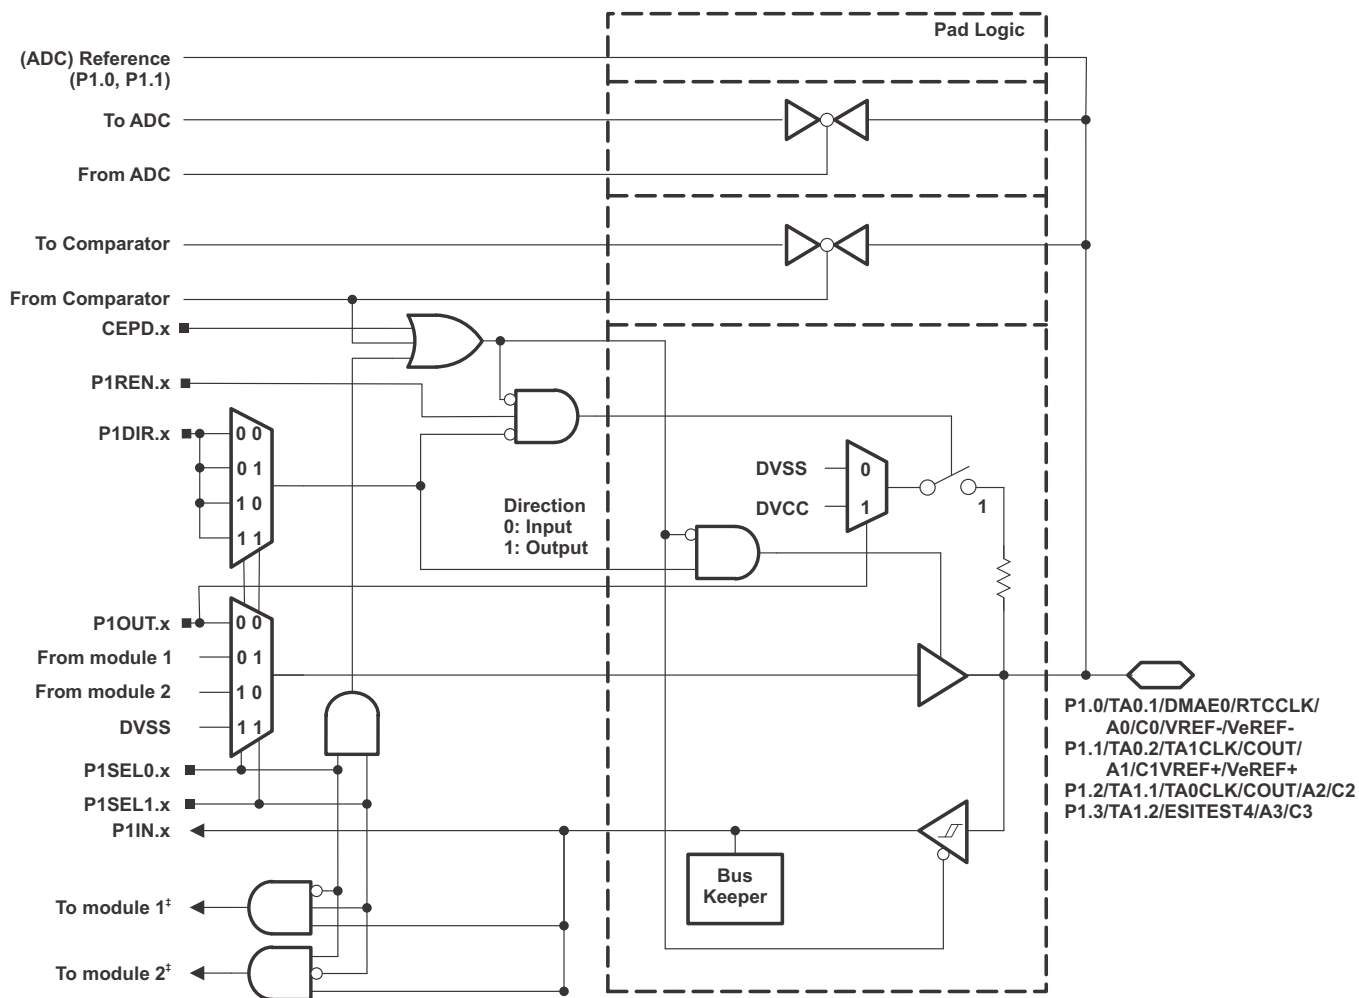 Pad Logic
(ADC) Reference
(P1.0, P1.1)
To ADC
From ADC
To Comparator
From Comparator
CEPD.x
P1REN.x
P1DIR.x
0 0
0 1
1 0
1 1
Direction
0: Input
1: Output
DVSS
0
DVCC
1
1
P1OUT.x
0 0
From module 1
0 1
From module 2
1 0
DVSS
1 1
P1SEL0.x
P1SEL1.x
P1IN.x
Bus
Keeper
To module 1‡
To module 2‡
P1.0/TA0.1/DMAE0/RTCCLK/
A0/C0/VREF-/VeREF-
P1.1/TA0.2/TA1CLK/COUT/
A1/C1VREF+/VeREF+
P1.2/TA1.1/TA0CLK/COUT/A2/C2
P1.3/TA1.2/ESITEST4/A3/C3